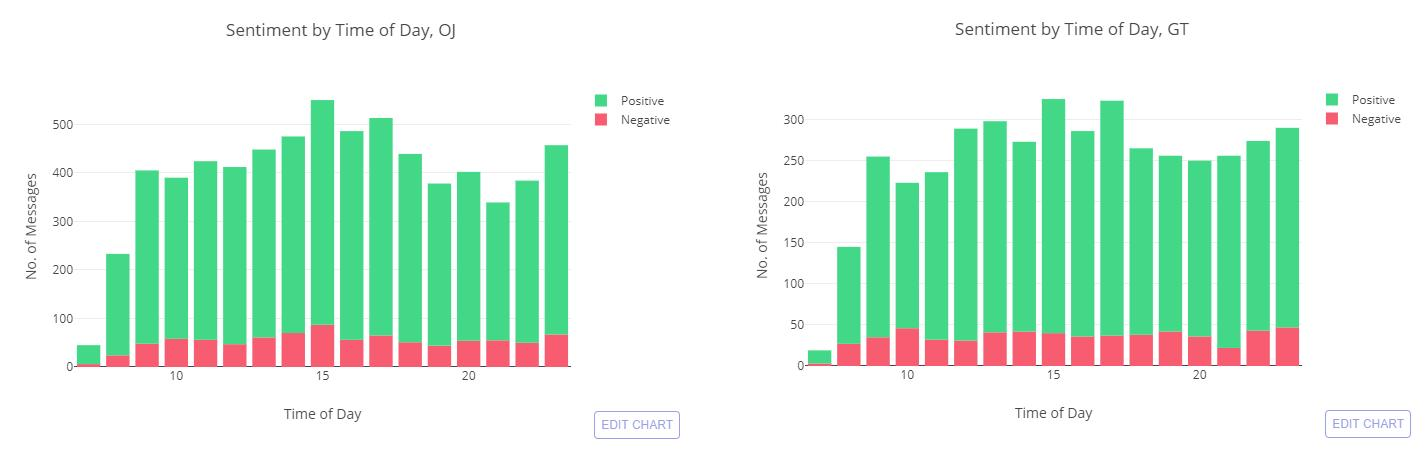 Sentiment by Time of Day, OJ
500
400
300
200
100
0
10
15
20
No. of Messages
Time of Day
Positive
Negative
EDIT CHART
Sentiment by Time of Day, GT
300
250
200
150
100
50
0
10
15
20
No. of Messages
Time of Day
Positive
Negative
EDIT CHART